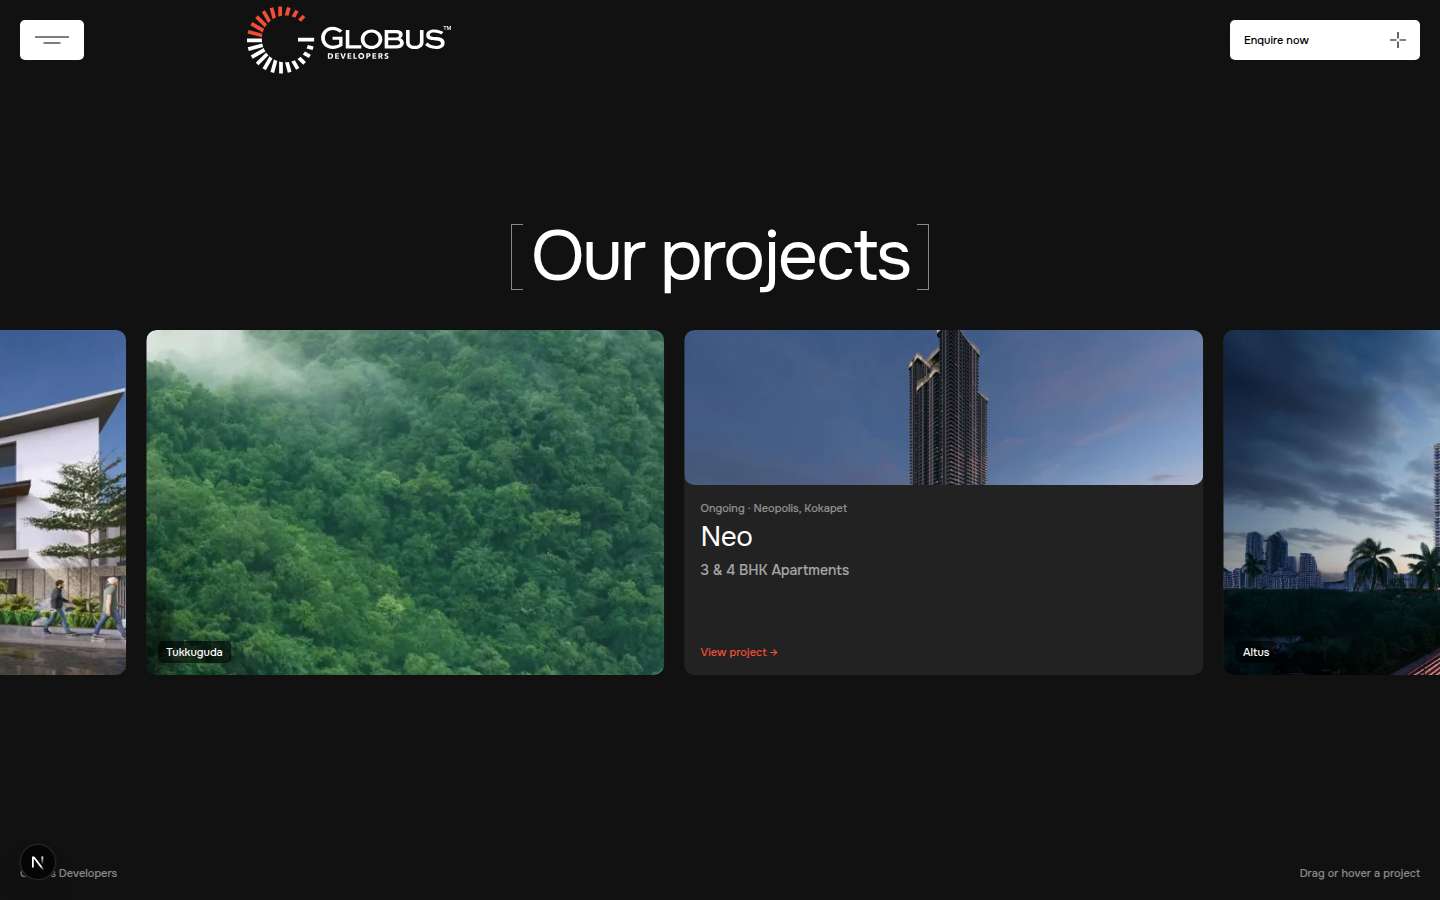 GLOBUS™
DEVELOPERS
Enquire now
Our projects
Ongoing · Neopolis, Kokapet
Neo
3 & 4 BHK Apartments
Tukkuguda
View project →
Altus
N
Developers
Drag or hover a project